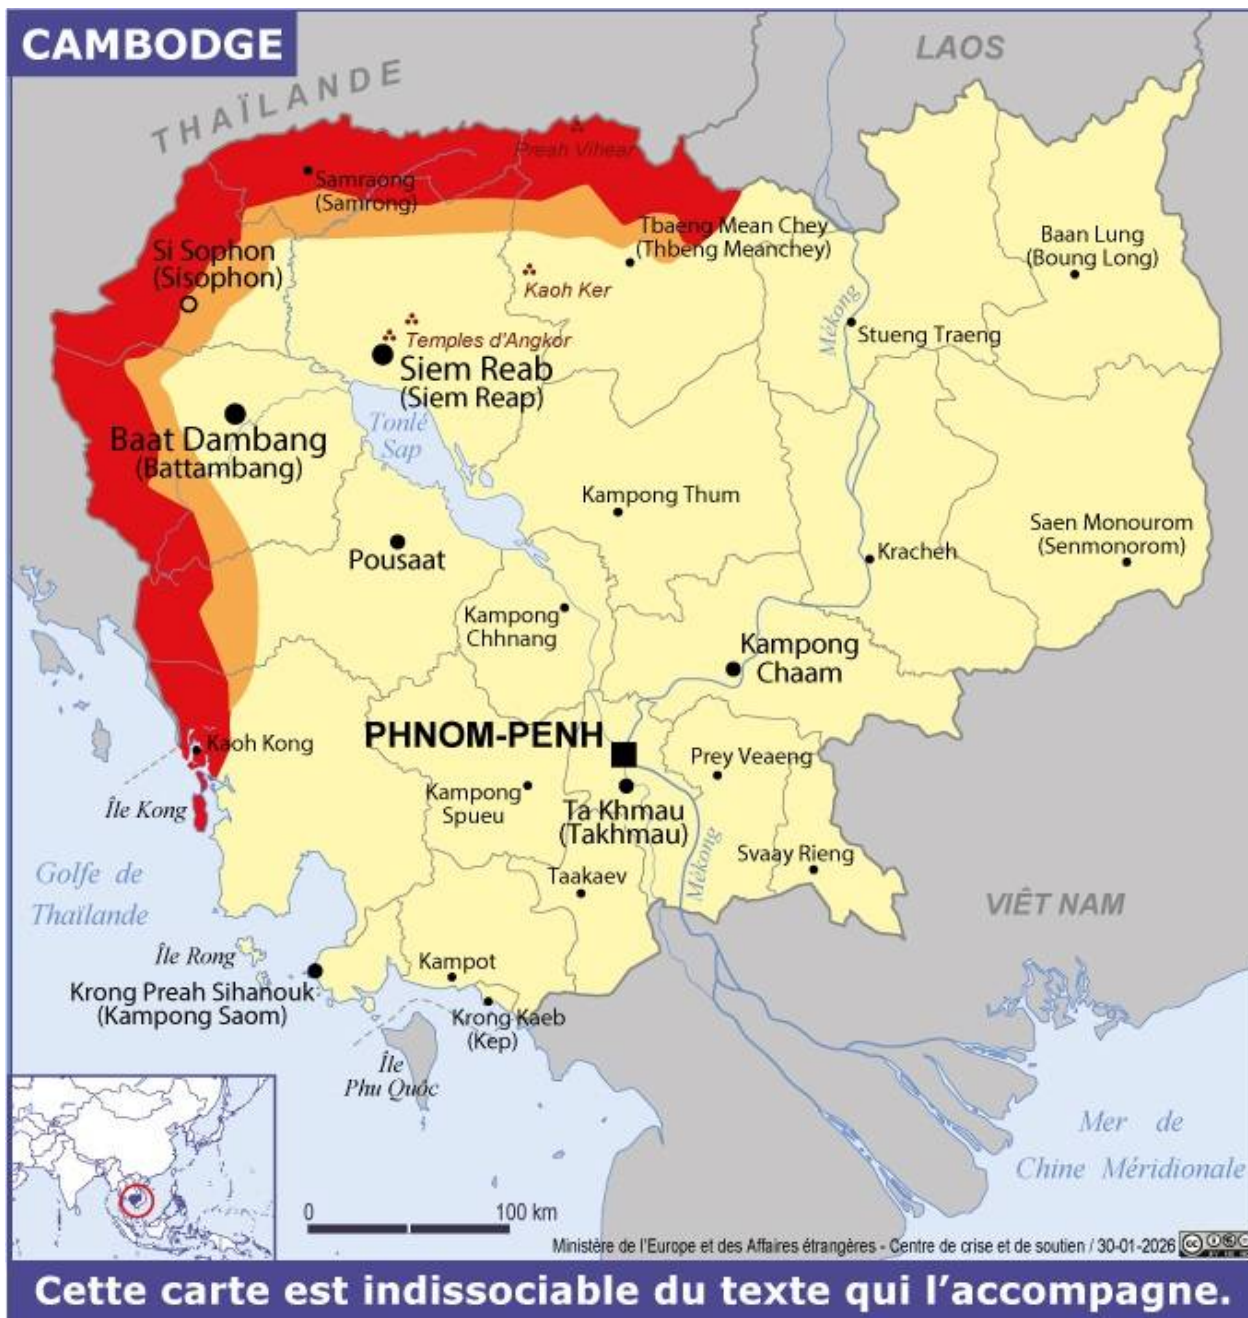 CAMBODGE
LAOS
THAÏLANDE
Preah Vihear
Samraong
(Samrong)
Tbaeng Mean Chey
(Thbeng Meanchey)
Baan Lung
(Boung Long)
Si Sophon
(Sisophon)
Kaoh Ker
Mékong
Stueng Traeng
Temples d'Angkor
Siem Reab
(Siem Reap)
Tonlé
Sap
Baat Dambang
(Battambang)
Kampong Thum
Saen Monourom
(Senmonorom)
Kracheh
Pousaat
Kampong
Chhnang
Kampong
Chaam
PHNOM-PENH
Kaoh Kong
Prey Veaeng
Île Kong
Kampong
Spueu
Ta Khmau
(Takhmau)
Mékong
Svaay Rieng
Taakaev
Golfe de
Thaïlande
VIÊT NAM
Île Rong
Kampot
Krong Preah Sihanouk
(Kampong Saom)
Krong Kaeb
(Kep)
Île
Phu Quôc
Mer de
Chine Méridionale
0 100 km
Ministère de l'Europe et des Affaires étrangères - Centre de crise et de soutien / 30-01-2026
Cette carte est indissociable du texte qui l'accompagne.